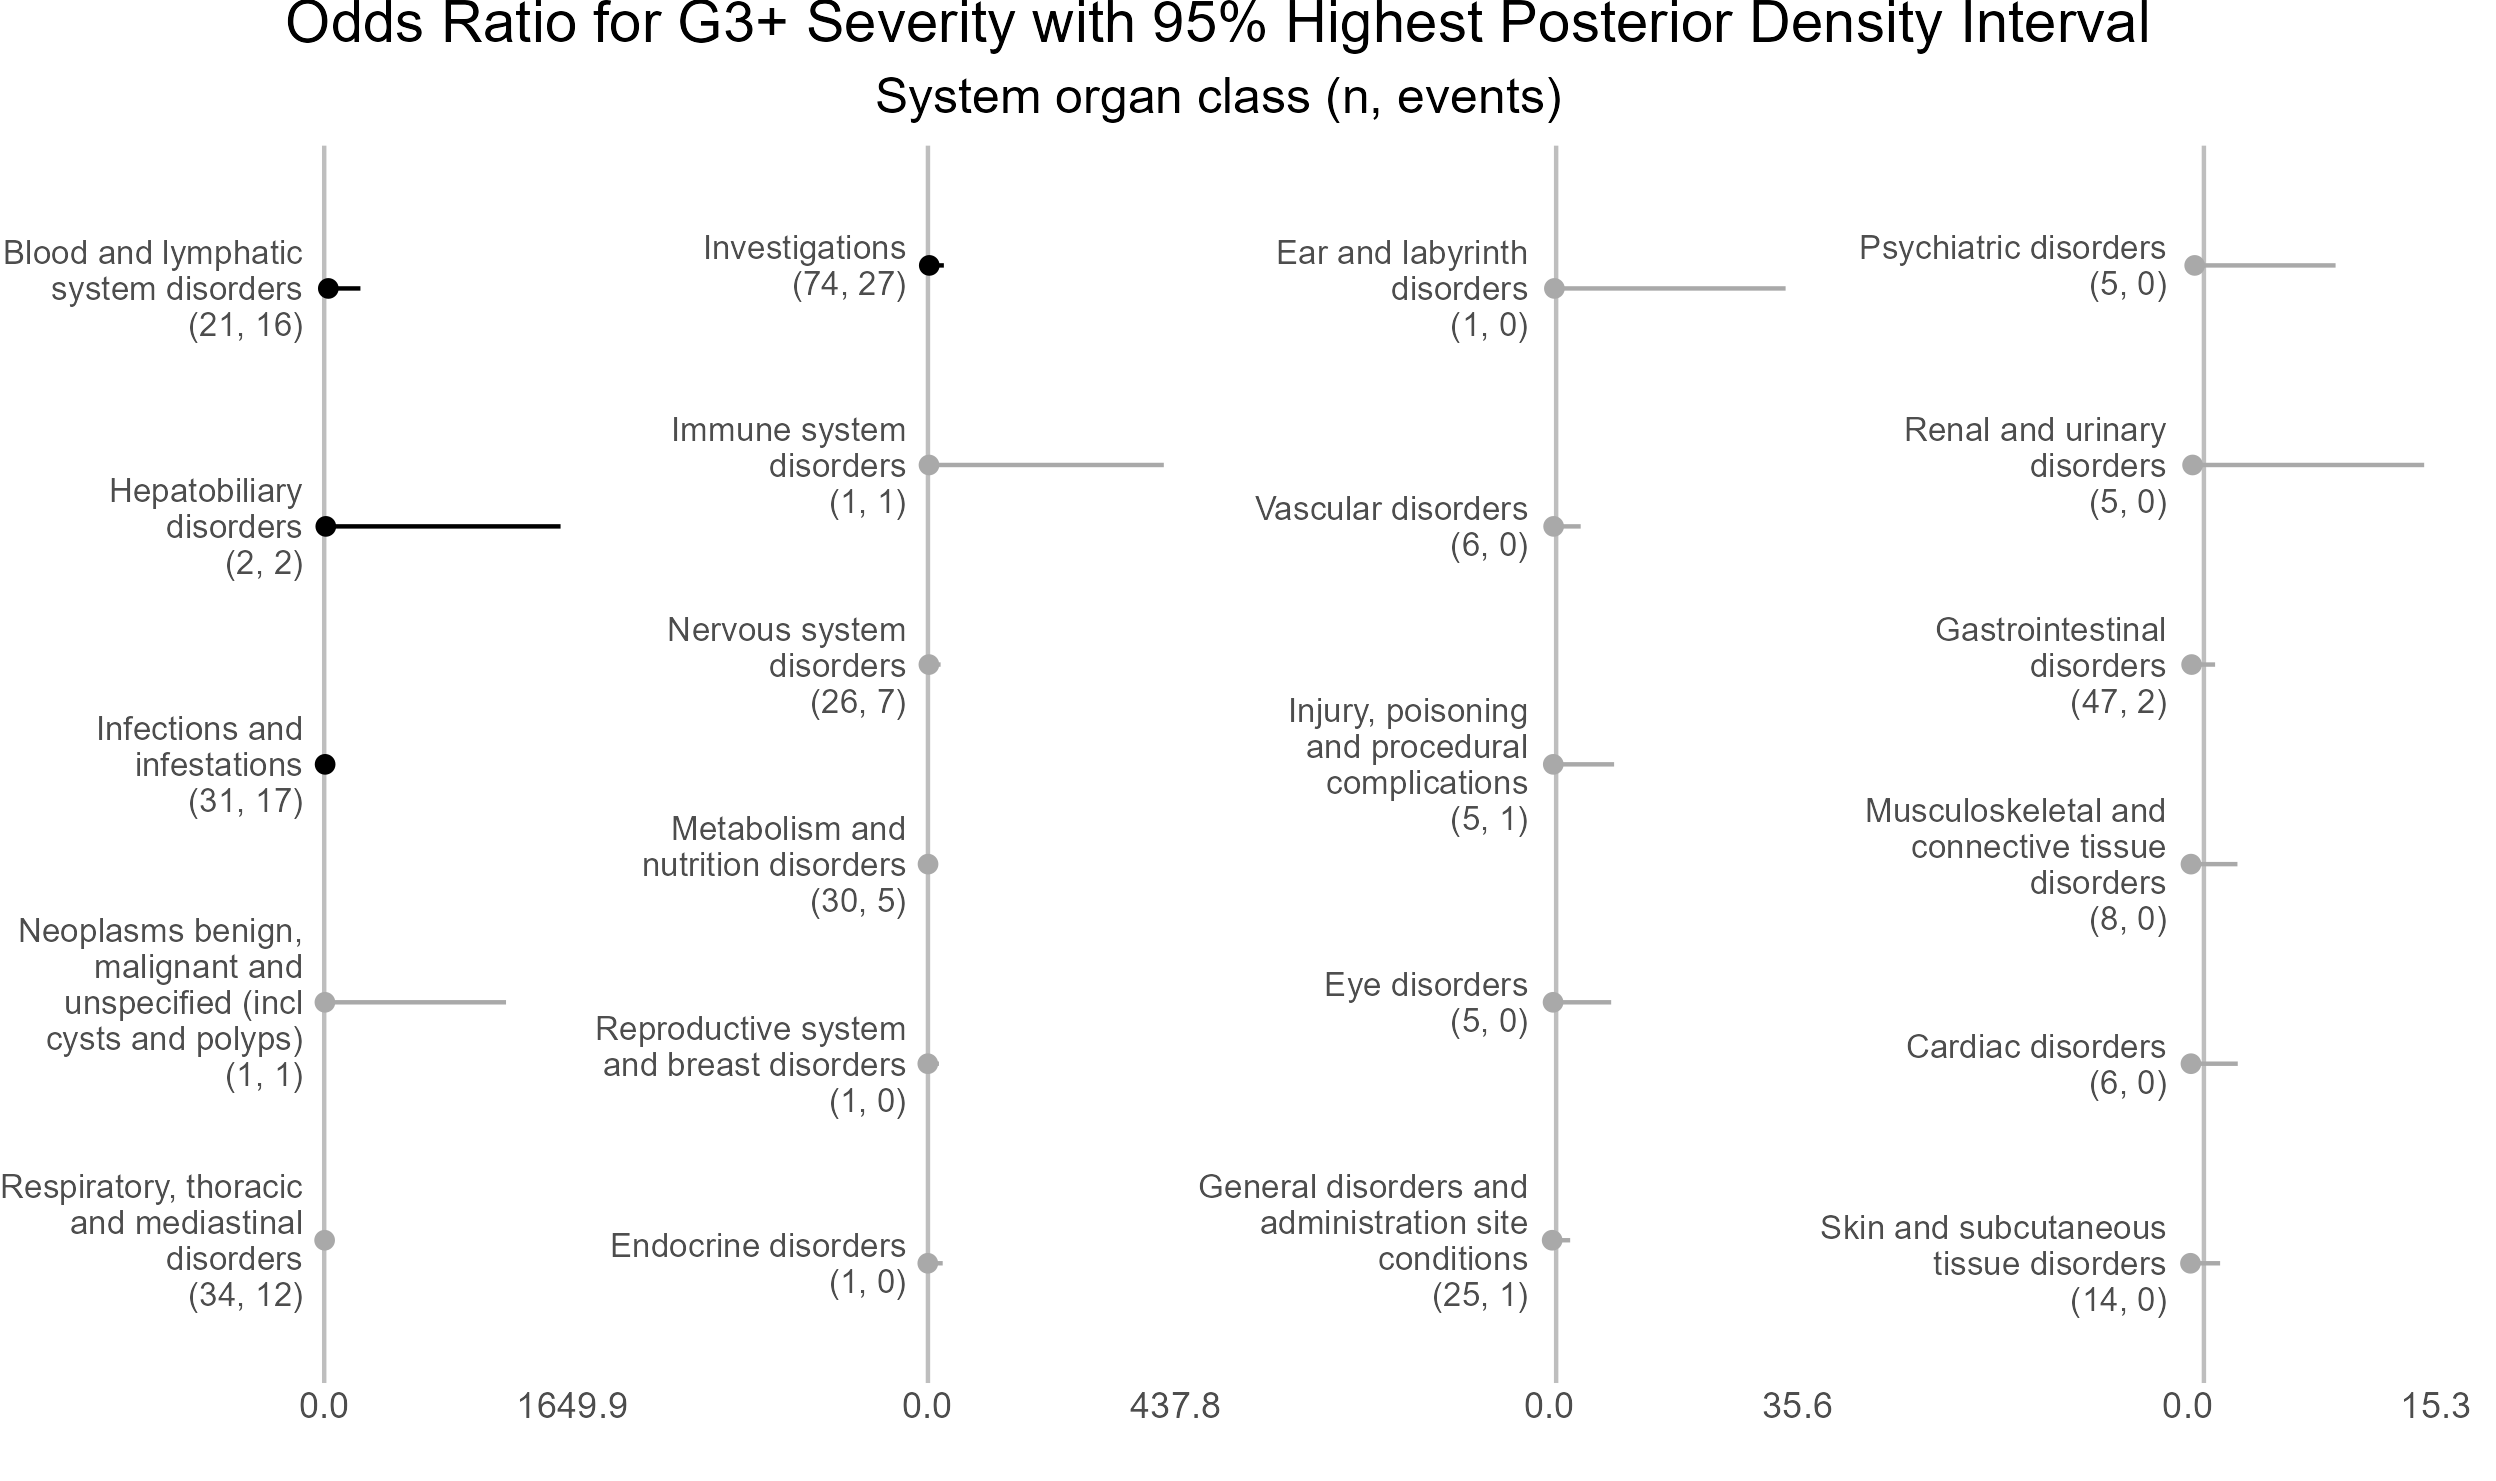 Odds Ratio for G3+ Severity with 95% Highest Posterior Density Interval
System organ class (n, events)
Blood and lymphatic
system disorders
(21, 16)
Hepatobiliary
disorders
(2, 2)
Infections and
infestations
(31, 17)
Neoplasms benign,
malignant and
unspecified (incl
cysts and polyps)
(1, 1)
Respiratory, thoracic
and mediastinal
disorders
(34, 12)
0.0
1649.9
Investigations
(74, 27)
Immune system
disorders
(1, 1)
Nervous system
disorders
(26, 7)
Metabolism and
nutrition disorders
(30, 5)
Reproductive system
and breast disorders
(1, 0)
Endocrine disorders
(1, 0)
0.0
437.8
Ear and labyrinth
disorders
(1, 0)
Vascular disorders
(6, 0)
Injury, poisoning
and procedural
complications
(5, 1)
Eye disorders
(5, 0)
General disorders and
administration site
conditions
(25, 1)
0.0
35.6
Psychiatric disorders
(5, 0)
Renal and urinary
disorders
(5, 0)
Gastrointestinal
disorders
(47, 2)
Musculoskeletal and
connective tissue
disorders
(8, 0)
Cardiac disorders
(6, 0)
Skin and subcutaneous
tissue disorders
(14, 0)
0.0
15.3